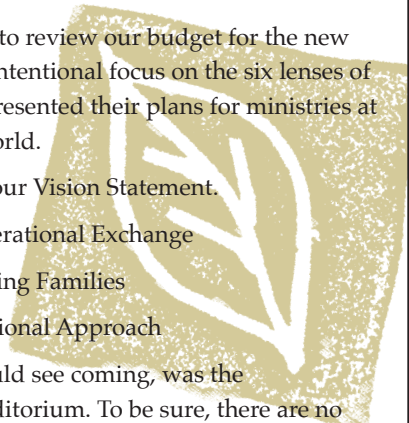 to review our budget for the new
ntentional focus on the six lenses of
resented their plans for ministries at
orld.
our Vision Statement.
erational Exchange
ing Families
ional Approach
uld see coming, was the
ditorium. To be sure, there are no